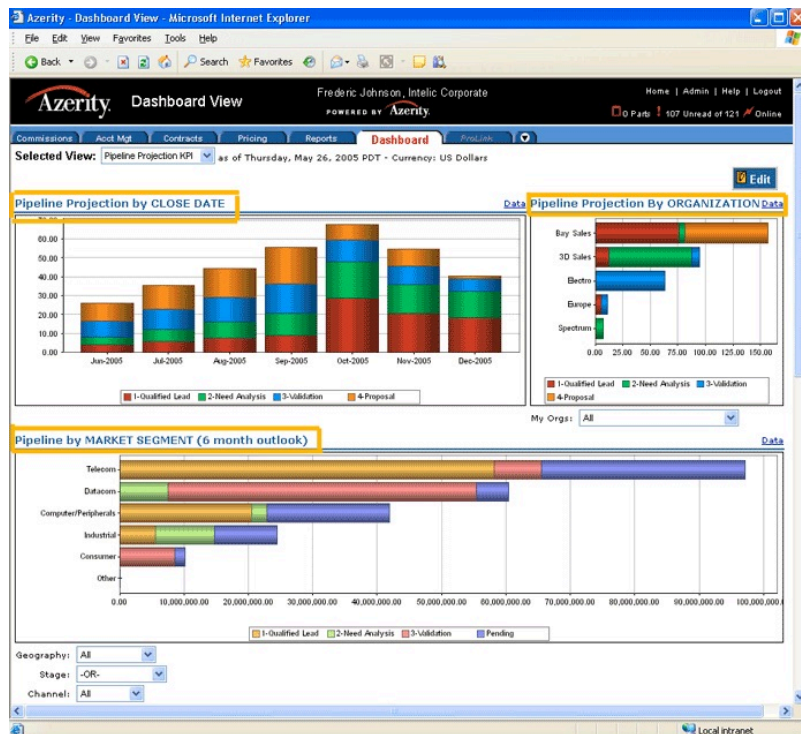 Azerity - Dashboard View - Microsoft Internet Explorer
File Edit View Favorites Tools Help
Back Search Favorites
Azerity. Dashboard View
Frederic Johnson, Intelic Corporate
POWERED BY Azerity.
Home | Admin | Help | Logout
0 Parts 107 Unread of 121 Online
Commissions Acct Mgt Contracts Pricing Reports Dashboard ProLink
Selected View: Pipeline Projection KPI as of Thursday, May 26, 2005 PDT - Currency: US Dollars
Edit
Pipeline Projection by CLOSE DATE Data
60.00
50.00
40.00
30.00
20.00
10.00
0.00
Jun-2005 Jul-2005 Aug-2005 Sep-2005 Oct-2005 Nov-2005 Dec-2005
1-Qualified Lead 2-Need Analysis 3-Validation 4-Proposal
Pipeline Projection By ORGANIZATION Data
Bay Sales
3D Sales
Electro
Europe
Spectrum
0.00 25.00 50.00 75.00 100.00 125.00 150.00
1-Qualified Lead 2-Need Analysis 3-Validation
4-Proposal
My Orgs: All
Pipeline by MARKET SEGMENT (6 month outlook) Data
Telecom
Datacom
Computer/Peripherals
Industrial
Consumer
Other
0.00 10,000,000.00 20,000,000.00 30,000,000.00 40,000,000.00 50,000,000.00 60,000,000.00 70,000,000.00 80,000,000.00 90,000,000.00 100,000,
1-Qualified Lead 2-Need Analysis 3-Validation Pending
Geography: All
Stage: -OR-
Channel: All
Local intranet